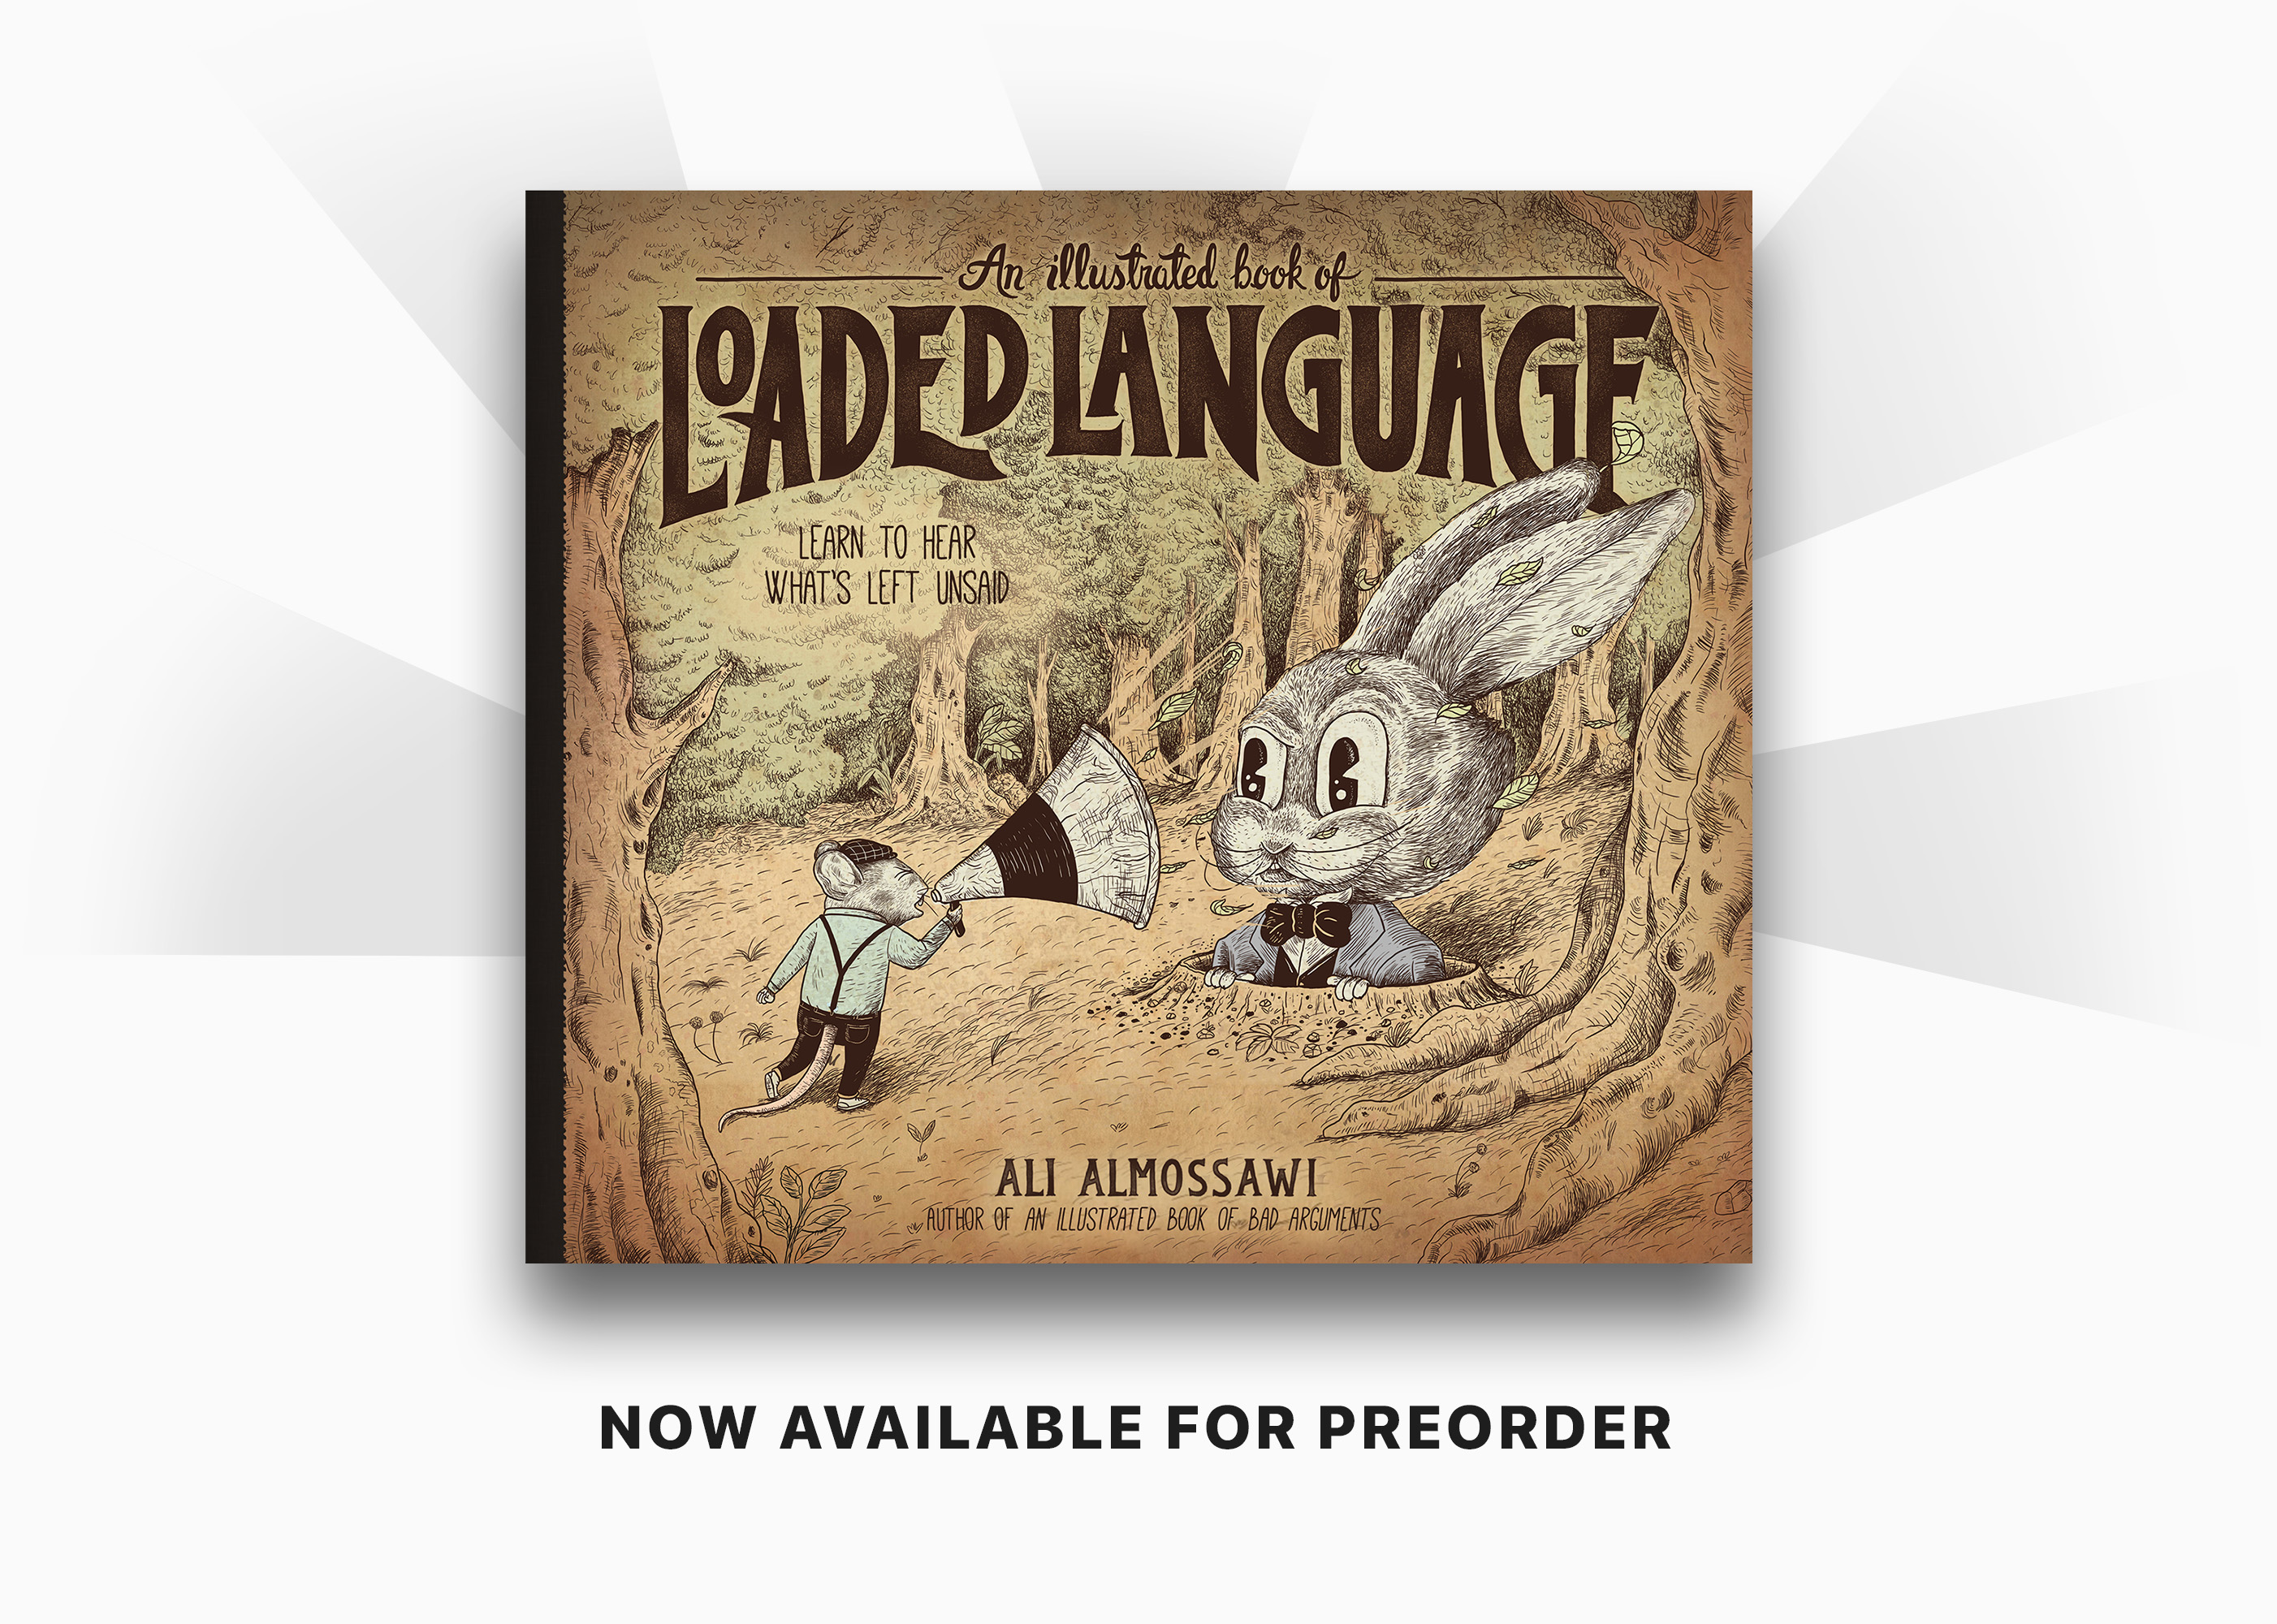 An illustrated book of
LOADED LANGUAGE
LEARN TO HEAR
WHAT'S LEFT UNSAID
ALI ALMOSSAWI
AUTHOR OF AN ILLUSTRATED BOOK OF BAD ARGUMENTS
NOW AVAILABLE FOR PREORDER